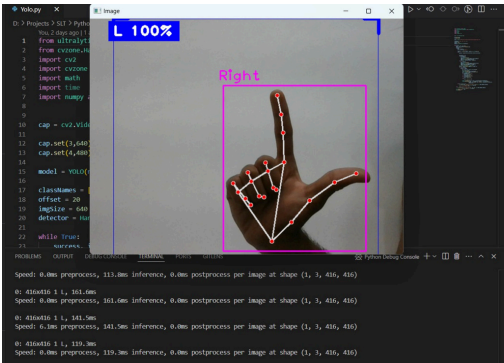 Yolo.py
Image
D: > Projects > SLT > Pytho
You, 2 days ago | 1 a
1 from ultralyti
2 from cvzone.Ha
3 import cv2
4 import cvzone
5 import math
6 import time
7 import numpy a
8
9
10 cap = cv2.Vide
12 cap.set(3,640)
13 cap.set(4,480)
14
15 model = YOLO(
16
17 classNames = [
18 offset = 20
19 imgSize = 640
20 detector = Han
21
22 while True:
success,
L 100%
Right
PROBLEMS OUTPUT DEBUG CONSOLE TERMINAL PORTS GITLENS
Python Debug Console
Speed: 0.0ms preprocess, 113.8ms inference, 0.0ms postprocess per image at shape (1, 3, 416, 416)
0: 416x416 1 L, 161.6ms
Speed: 0.0ms preprocess, 161.6ms inference, 0.0ms postprocess per image at shape (1, 3, 416, 416)
0: 416x416 1 L, 141.5ms
Speed: 6.1ms preprocess, 141.5ms inference, 0.0ms postprocess per image at shape (1, 3, 416, 416)
0: 416x416 1 L, 119.3ms
Speed: 0.0ms preprocess, 119.3ms inference, 0.0ms postprocess per image at shape (1, 3, 416, 416)